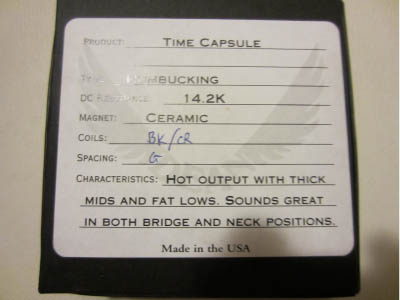 Product: Time Capsule
Type: Humbucking
DC Resistance: 14.2K
Magnet: Ceramic
Coils: BK/CR
Spacing: G
Characteristics: Hot output with thick
mids and fat lows. Sounds great
in both bridge and neck positions.
Made in the USA